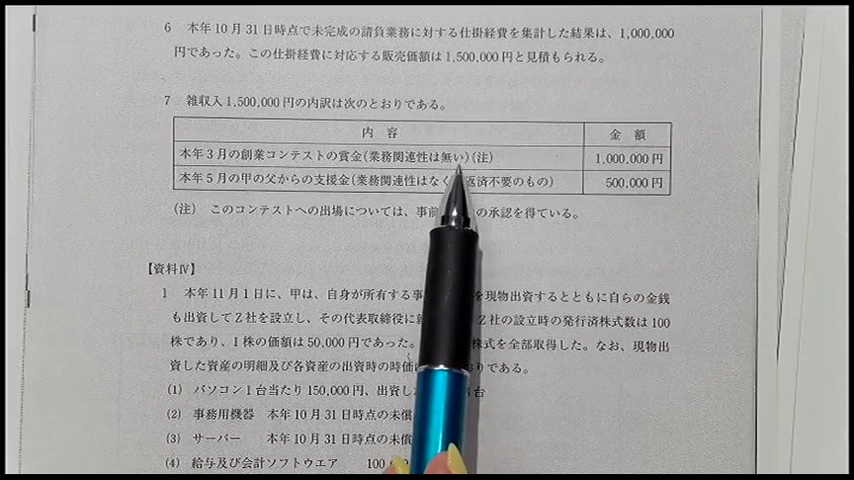 6 本年10月31日時点で未完成の請負業務に対する仕掛経費を集計した結果は、1,000,000
円であった。この仕掛経費に対応する販売価額は1,500,000円と見積もられる。
7 雑収入1,500,000円の内訳は次のとおりである。
内 容 金 額
本年3月の創業コンテストの賞金(業務関連性は無い)(注) 1,000,000円
本年5月の甲の父からの支援金(業務関連性はなく 返済不要のもの) 500,000円
(注) このコンテストへの出場については、事前 の承認を得ている。
【資料Ⅳ】
1 本年11月1日に、甲は、自身が所有する事 を現物出資するとともに自らの金銭
も出資してZ社を設立し、その代表取締役に Z社の設立時の発行済株式数は100
株であり、1株の価額は50,000円であった。 株式を全部取得した。なお、現物出
資した資産の明細及び各資産の出資時の時価 おりである。
(1) パソコン1台当たり150,000円、出資し 台
(2) 事務用機器 本年10月31日時点の未償
(3) サーバー 本年10月31日時点の未償
(4) 給与及び会計ソフトウエア 100